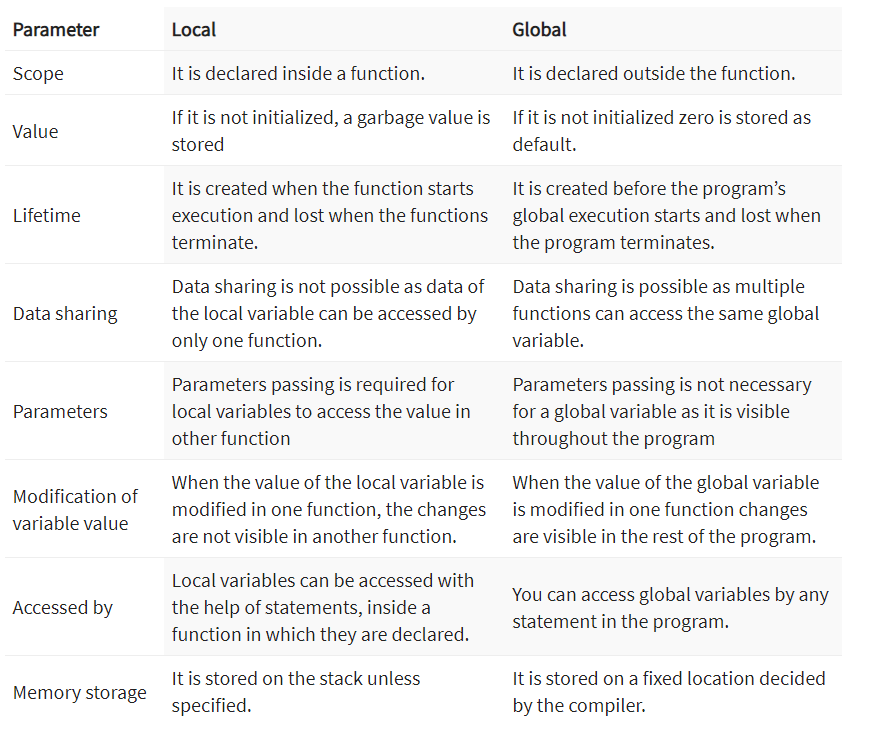 Parameter Local Global
Scope It is declared inside a function. It is declared outside the function.
Value
If it is not initialized, a garbage value is
stored
If it is not initialized zero is stored as
default.
Lifetime
It is created when the function starts
execution and lost when the functions
terminate.
It is created before the program’s
global execution starts and lost when
the program terminates.
Data sharing
Data sharing is not possible as data of
the local variable can be accessed by
only one function.
Data sharing is possible as multiple
functions can access the same global
variable.
Parameters
Parameters passing is required for
local variables to access the value in
other function
Parameters passing is not necessary
for a global variable as it is visible
throughout the program
Modification of
variable value
When the value of the local variable is
modified in one function, the changes
are not visible in another function.
When the value of the global variable
is modified in one function changes
are visible in the rest of the program.
Accessed by
Local variables can be accessed with
the help of statements, inside a
function in which they are declared.
You can access global variables by any
statement in the program.
Memory storage
It is stored on the stack unless
specified.
It is stored on a fixed location decided
by the compiler.